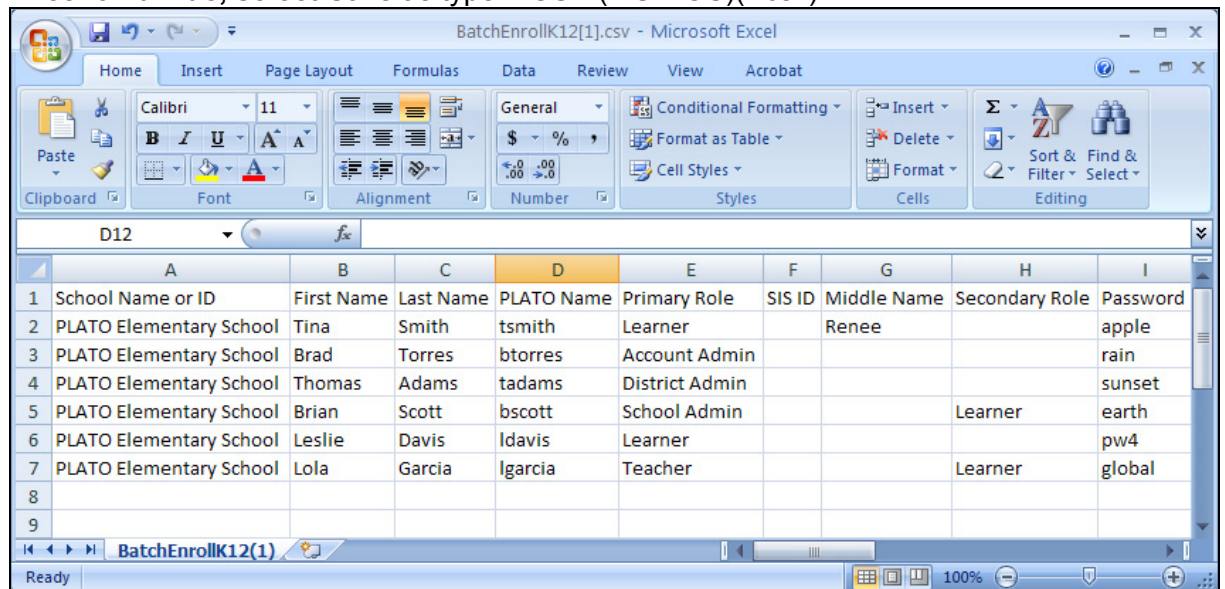 BatchEnrollK12[1].csv - Microsoft Excel
Home Insert Page Layout Formulas Data Review View Acrobat
Calibri 11 General Conditional Formatting Insert Σ
B I U A A $ % , Format as Table Delete
Paste A .0 .00 .00 .0 Cell Styles Format Sort & Filter Find & Select
Clipboard Font Alignment Number Styles Cells Editing
D12 fx
A B C D E F G H I
1 School Name or ID First Name Last Name PLATO Name Primary Role SIS ID Middle Name Secondary Role Password
2 PLATO Elementary School Tina Smith tsmith Learner Renee apple
3 PLATO Elementary School Brad Torres btorres Account Admin rain
4 PLATO Elementary School Thomas Adams tadams District Admin sunset
5 PLATO Elementary School Brian Scott bscott School Admin Learner earth
6 PLATO Elementary School Leslie Davis ldavis Learner pw4
7 PLATO Elementary School Lola Garcia lgarcia Teacher Learner global
8
9
BatchEnrollK12(1)
Ready 100%